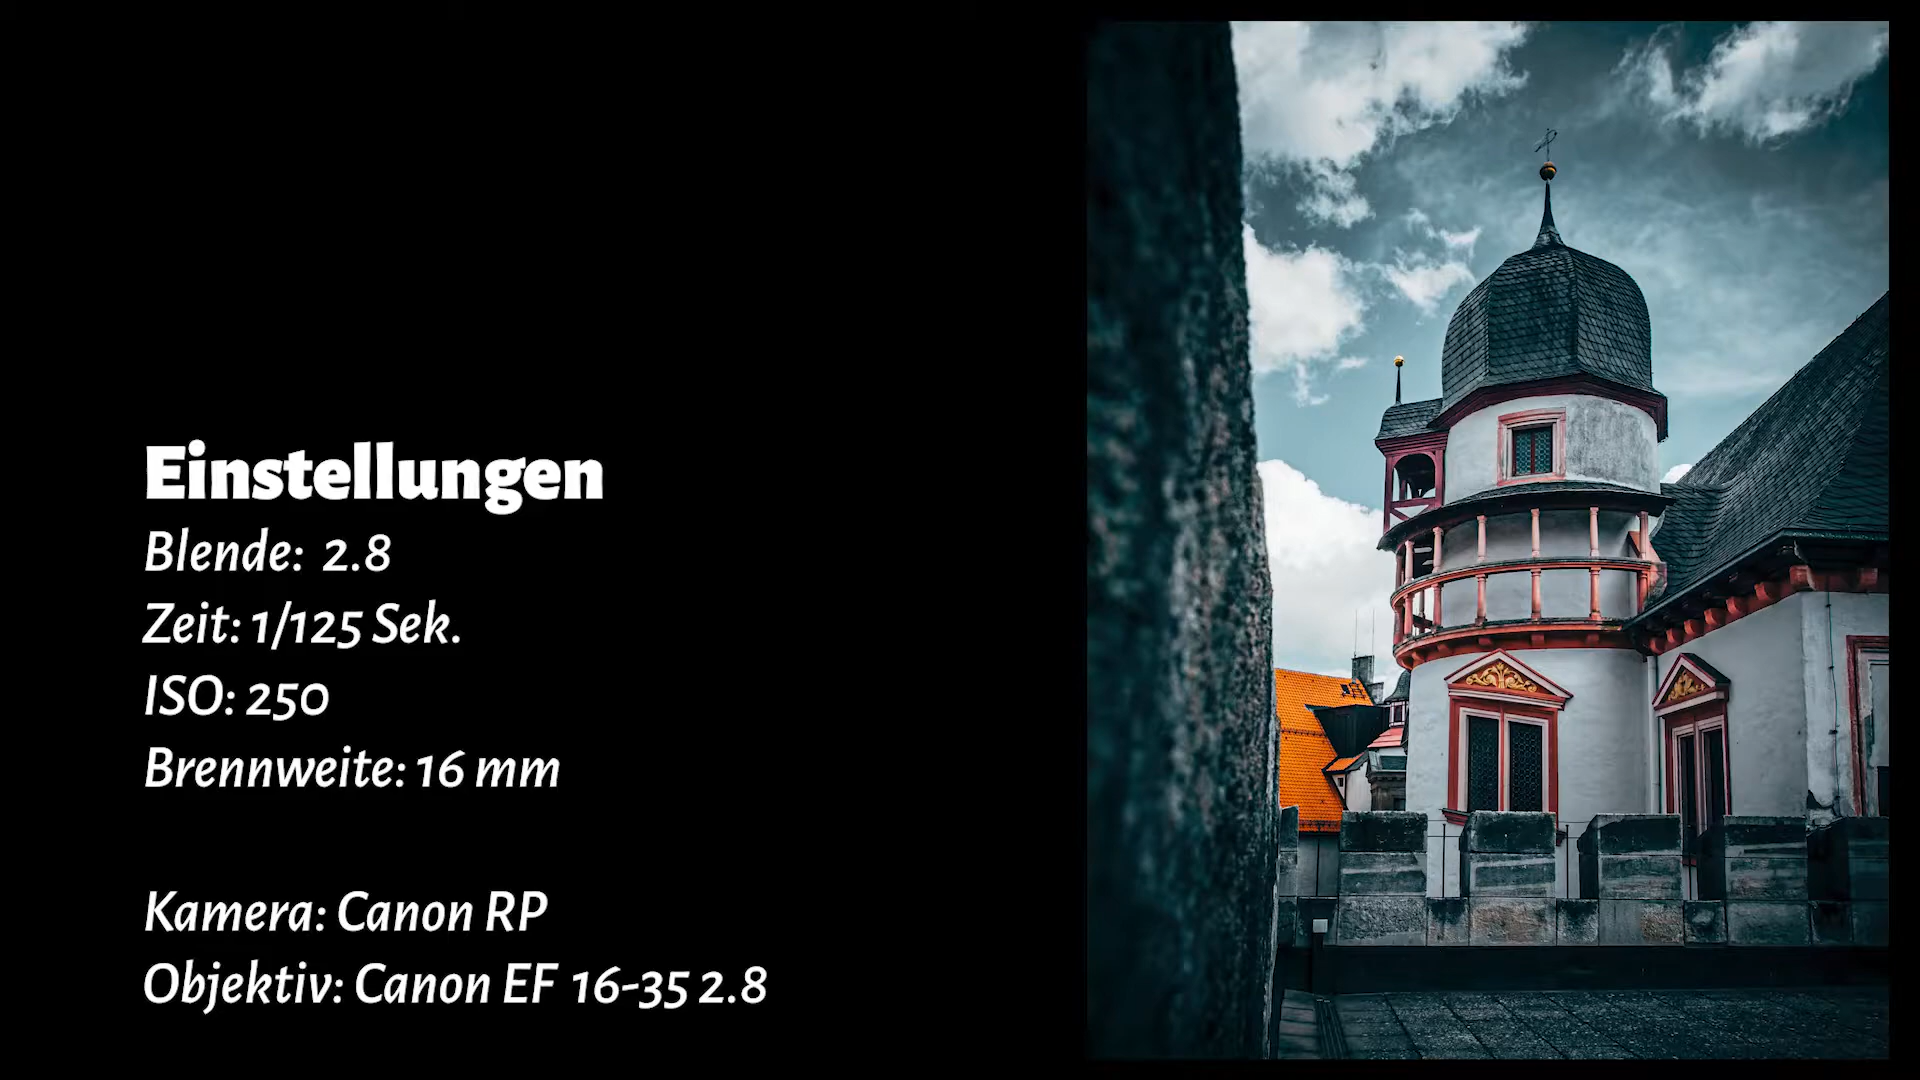 Einstellungen
Blende: 2.8
Zeit: 1/125 Sek.
ISO: 250
Brennweite: 16 mm
Kamera: Canon RP
Objektiv: Canon EF 16-35 2.8